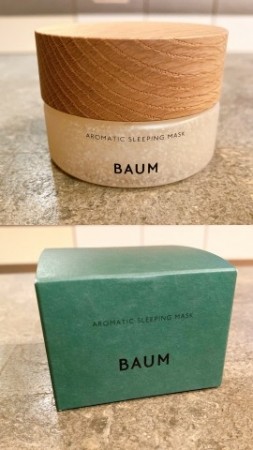 AROMATIC SLEEPING MASK
BAUM
AROMATIC SLEEPING MASK
BAUM